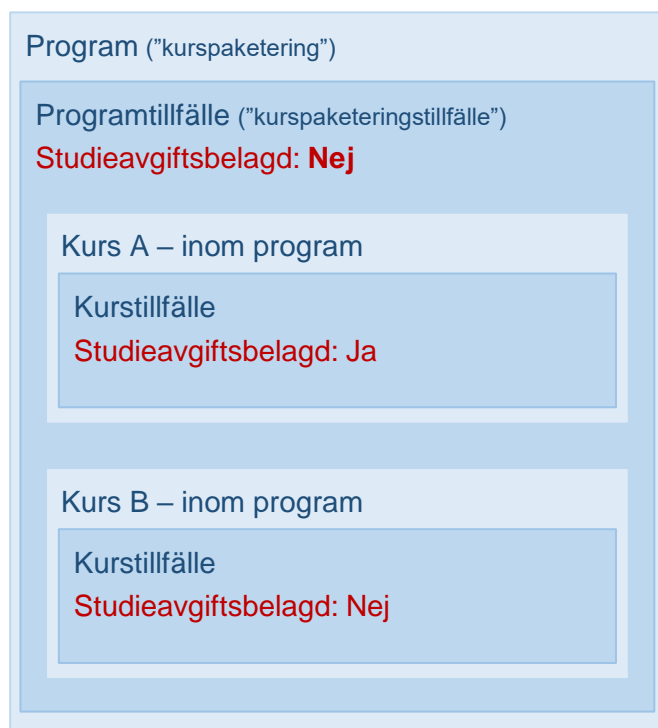 Program (”kurspaketering”)
Programtillfälle (”kurspaketeringstillfälle”)
Studieavgiftsbelagd: Nej
Kurs A – inom program
Kurstillfälle
Studieavgiftsbelagd: Ja
Kurs B – inom program
Kurstillfälle
Studieavgiftsbelagd: Nej